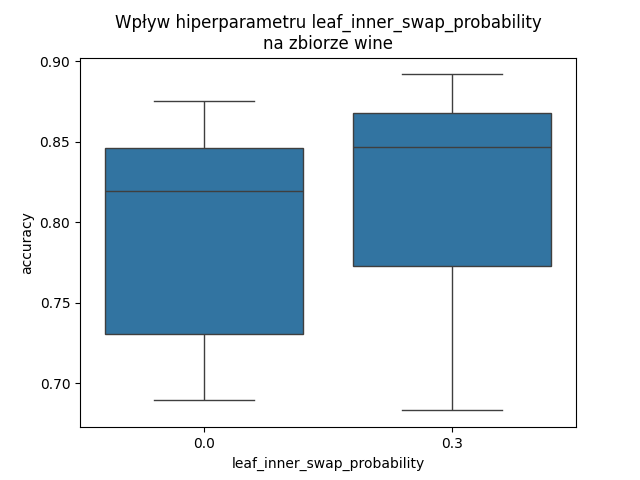 Wpływ hiperparametru leaf_inner_swap_probability
na zbiorze wine
0.90
0.85
0.80
0.75
0.70
accuracy
0.0
0.3
leaf_inner_swap_probability